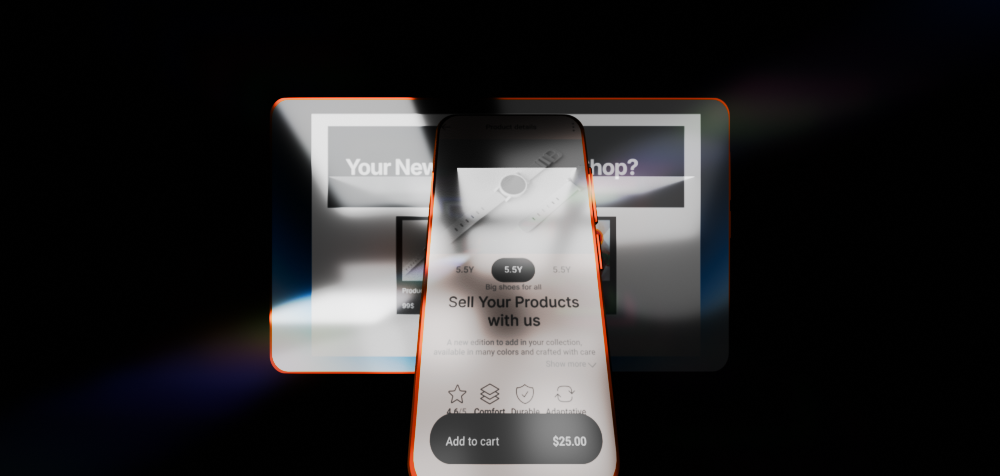 Your New
hop?
Produ
99$
5.5Y 5.5Y 5.5Y
Big shoes for all
Sell Your Products
with us
A new edition to add in your collection,
available in many colors and crafted with care
Show more
4.6/5 Comfort Durable Adaptative
Add to cart $25.00